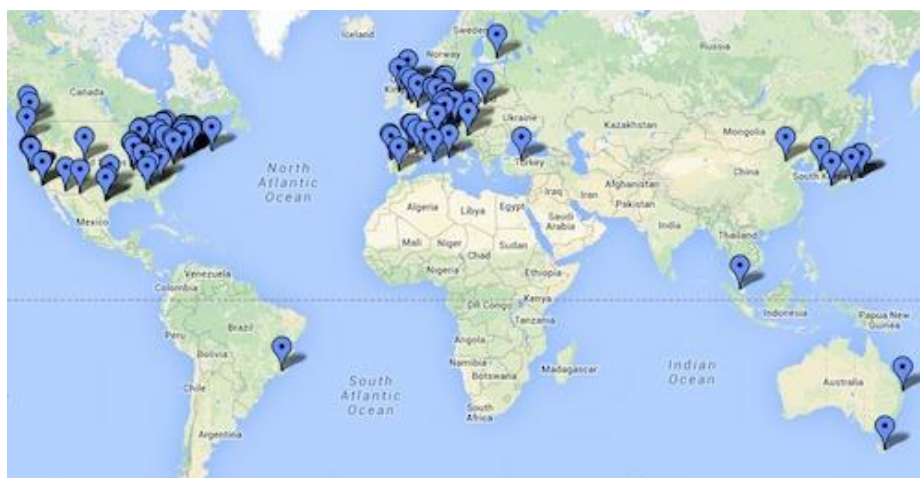 Iceland
Sweden
Norway
Russia
Canada
Ukraine
Kazakhstan
Mongolia
Turkey
China
South Korea
North
Atlantic
Ocean
Iraq
Iran
Afghanistan
Pakistan
Algeria
Libya
Egypt
Saudi
Arabia
India
Mexico
Thailand
Mali
Niger
Chad
Sudan
Nigeria
Ethiopia
Venezuela
Colombia
DR Congo
Kenya
Indonesia
Papua New
Guinea
Tanzania
Brazil
Peru
Angola
Bolivia
Namibia
Botswana
Madagascar
Indian
Ocean
South
Atlantic
Ocean
Australia
Chile
South
Africa
Argentina